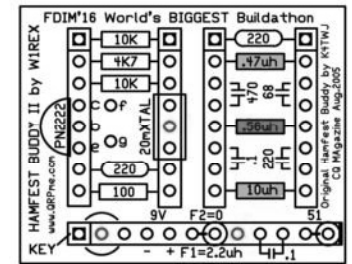 FDIM'16 World's BIGGEST Buildathon
HAMFEST BUDDY II by W1REX
www.QRPme.com
PN2222
c
b
e
f
g
10K
4K7
10K
220
100
20mXTAL
220
.47uh
470
68
.56uh
.1
220
10uh
Original Hamfest Buddy by K4TWJ
CQ MAgazine Aug.2005
9V
F2=0
51
KEY
- + F1=2.2uh
.1